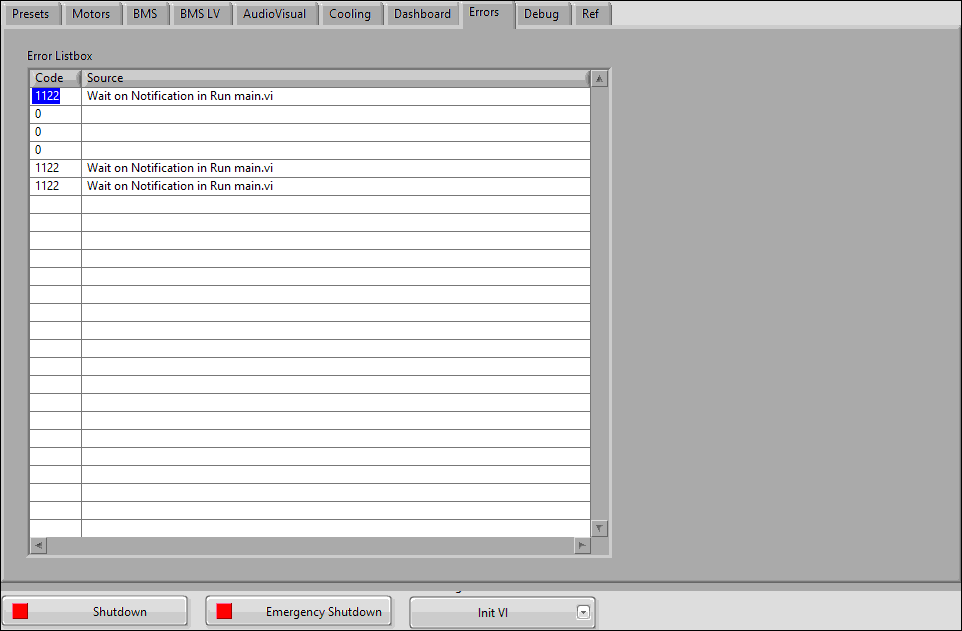 Presets Motors BMS BMS LV AudioVisual Cooling Dashboard Errors Debug Ref
Error Listbox
Code Source
1122 Wait on Notification in Run main.vi
0
0
0
1122 Wait on Notification in Run main.vi
1122 Wait on Notification in Run main.vi
Shutdown Emergency Shutdown Init VI